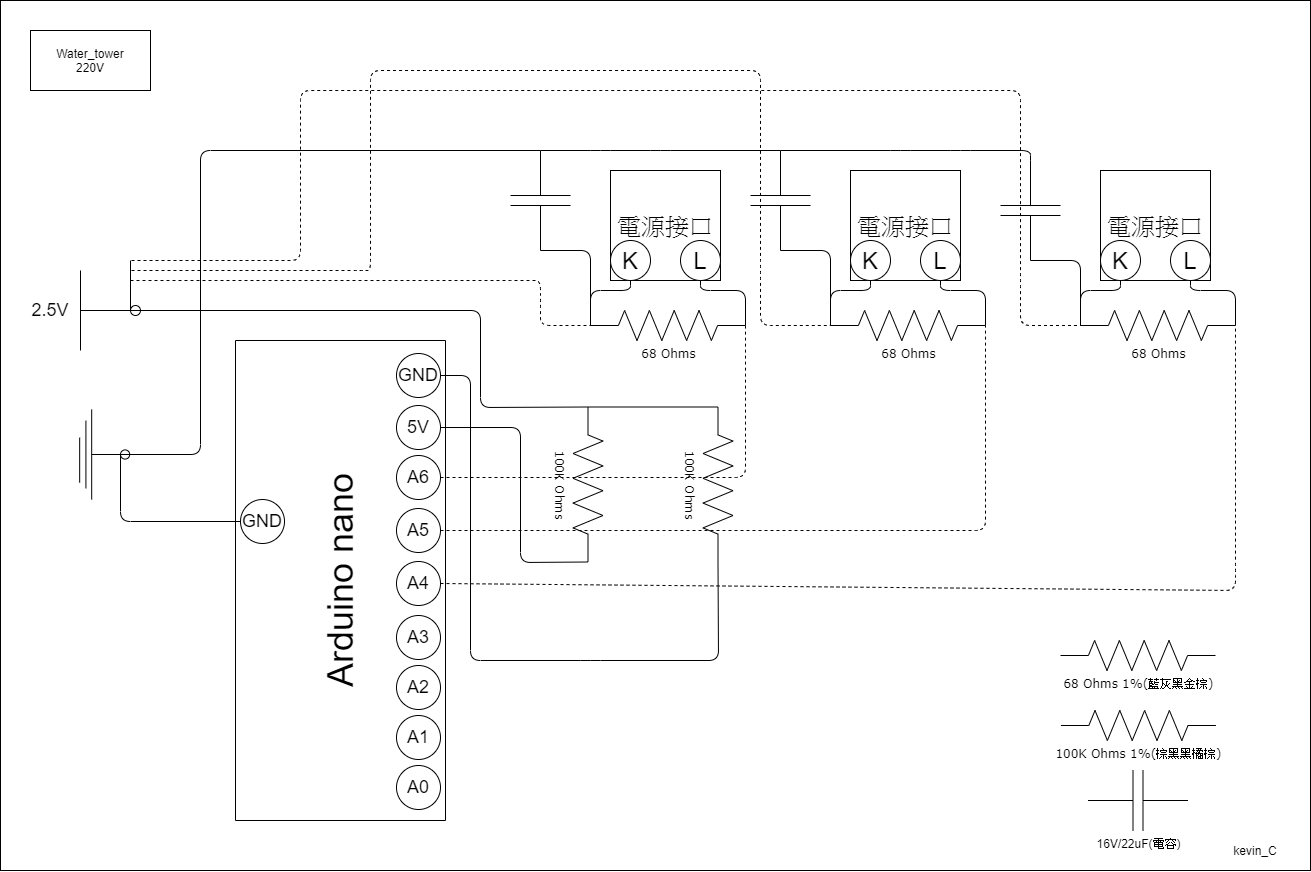 Water_tower
220V
電源接口
K
L
電源接口
K
L
電源接口
K
L
2.5V
68 Ohms
68 Ohms
68 Ohms
GND
5V
A6
A5
A4
A3
A2
A1
A0
GND
Arduino nano
100K Ohms
100K Ohms
68 Ohms 1%(藍灰黑金棕)
100K Ohms 1%(棕黑黑橘棕)
16V/22uF(電容)
kevin_C